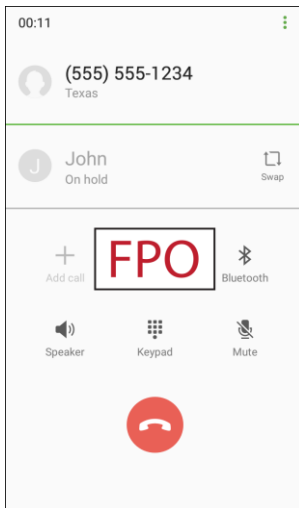 00:11
(555) 555-1234
Texas
J
John
On hold
Swap
FPO
Add call
Bluetooth
Speaker
Keypad
Mute